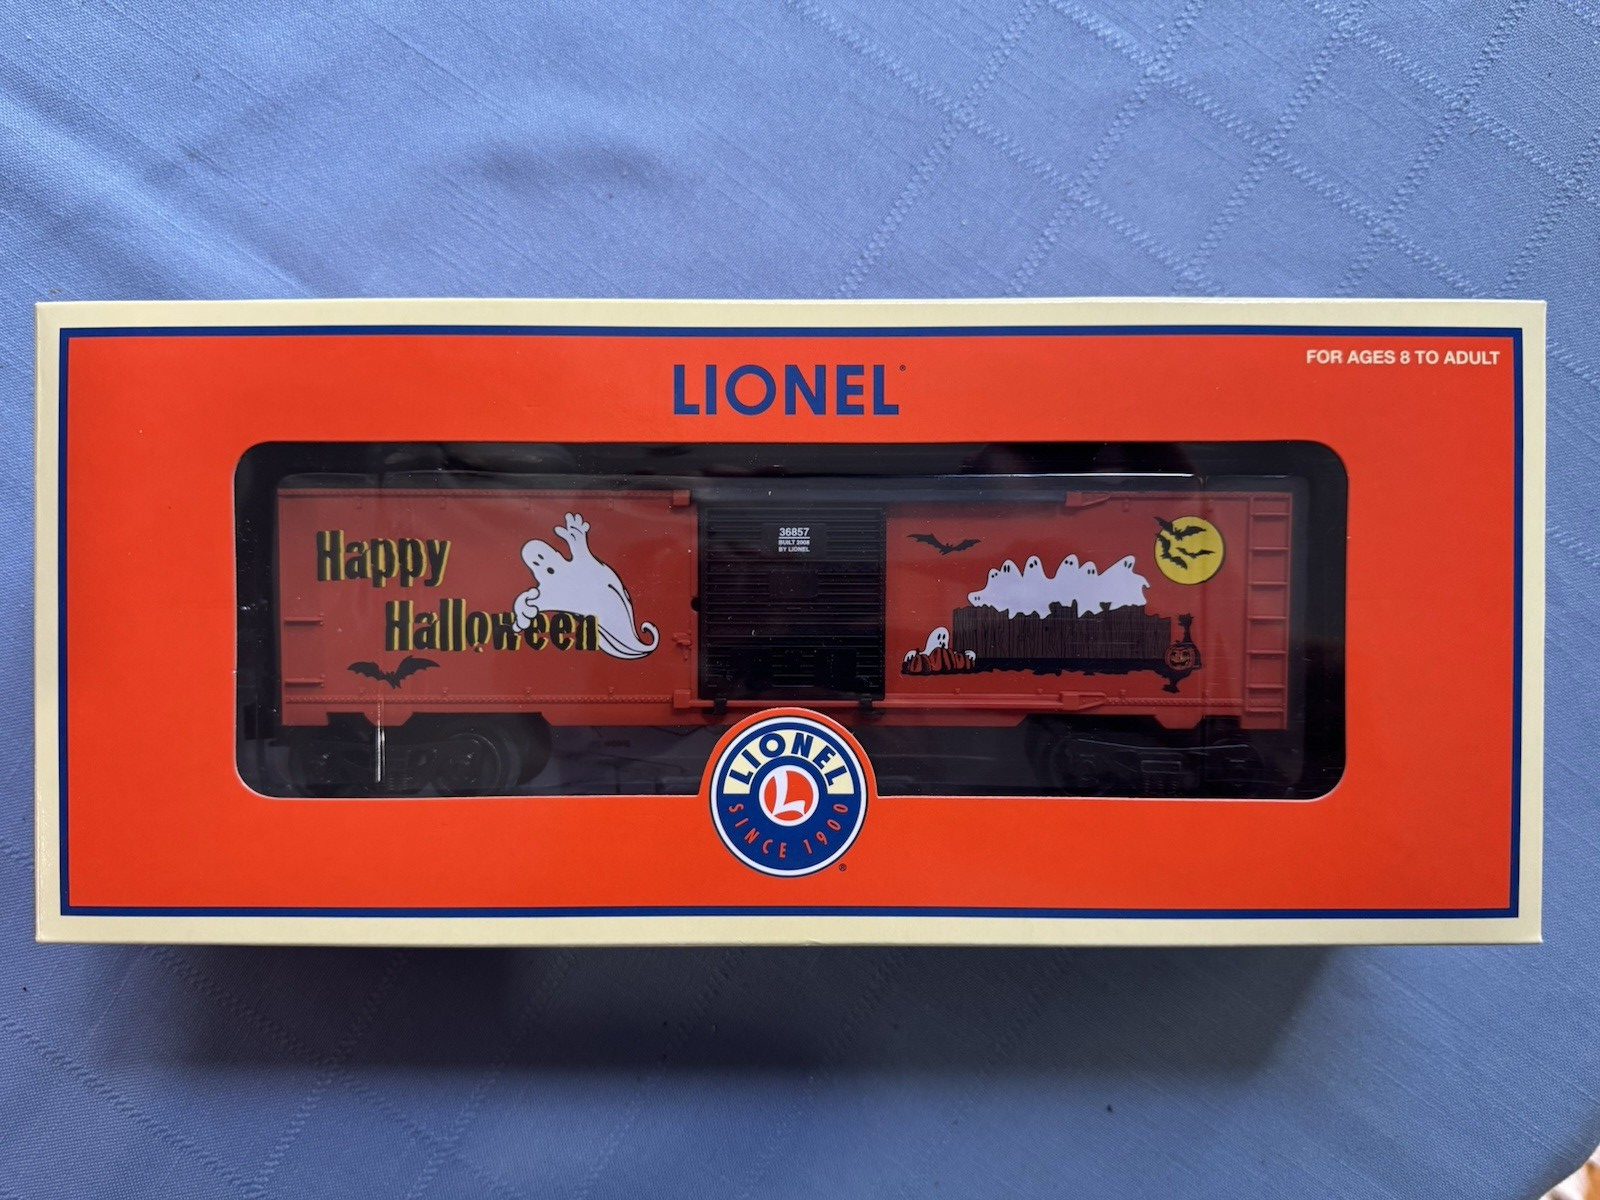 LIONEL
FOR AGES 8 TO ADULT
Happy
Halloween
36857
BUILT 2008
BY LIONEL
LIONEL
L
SINCE 1900